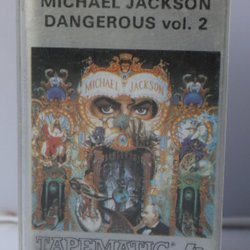 MICHAEL JACKSON
DANGEROUS vol. 2
MICHAEL JACKSON
TAPEMATIC